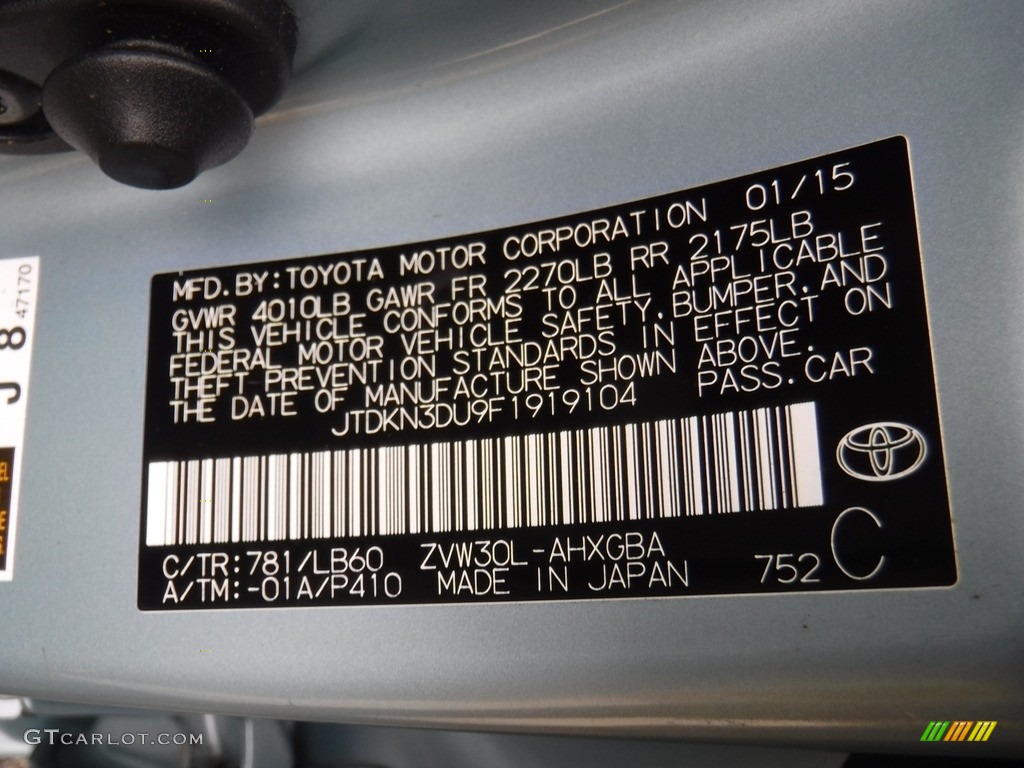 MFD. BY: TOYOTA MOTOR CORPORATION 01/15
GVWR 4010LB GAWR FR 2270LB RR 2175LB
THIS VEHICLE CONFORMS TO ALL APPLICABLE
FEDERAL MOTOR VEHICLE SAFETY, BUMPER, AND
THEFT PREVENTION STANDARDS IN EFFECT ON
THE DATE OF MANUFACTURE SHOWN ABOVE.
JTDKN3DU9F1919104 PASS. CAR
C/TR: 781/LB60 ZVW30L-AHXGBA
A/TM: -01A/P410 MADE IN JAPAN 752 C
J 8
47170
GTCARLOT.COM